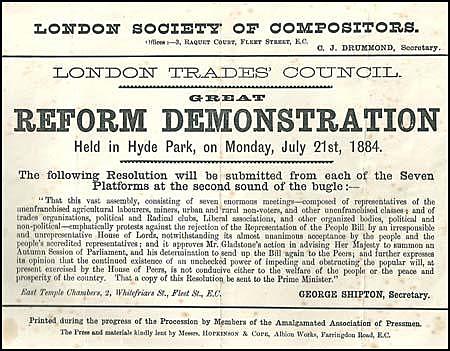 LONDON SOCIETY OF COMPOSITORS.
Offices:—3, RAQUET COURT, FLEET STREET, E.C.
C. J. DRUMMOND, Secretary.
LONDON TRADES' COUNCIL.
GREAT
REFORM DEMONSTRATION
Held in Hyde Park, on Monday, July 21st, 1884.
The following Resolution will be submitted from each of the Seven
Platforms at the second sound of the bugle:—
"That this vast assembly, consisting of seven enormous meetings—composed of representatives of the
unenfranchised agricultural labourers, miners, urban and rural non-voters, and other unenfranchised classes; and of
trades organizations, political and Radical clubs, Liberal associations, and other organized bodies, political and
non-political—emphatically protests against the rejection of the Representation of the People Bill by an irresponsible
and unrepresentative House of Lords, notwithstanding its almost unanimous acceptance by the people and the
people's accredited representatives; and it approves Mr. Gladstone's action in advising Her Majesty to summon an
Autumn Session of Parliament, and his determination to send up the Bill again to the Peers; and further expresses
its opinion that the continued existence of an unchecked power of impeding and obstructing the popular will, at
present exercised by the House of Peers, is not conducive either to the welfare of the people or the peace and
prosperity of the country. That a copy of this Resolution be sent to the Prime Minister."
East Temple Chambers, 2, Whitefriars St., Fleet St., E.C.
GEORGE SHIPTON, Secretary.
Printed during the progress of the Procession by Members of the Amalgamated Association of Pressmen.
The Press and materials kindly lent by Messrs. HOPKINSON & COPE, Albion Works, Farringdon Road, E.C.